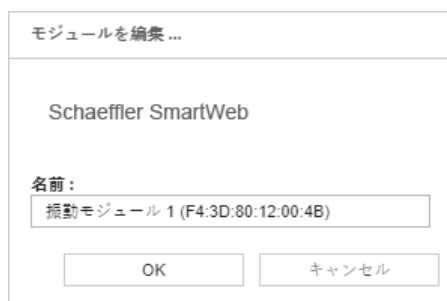 モジュールを編集 ...
Schaeffler SmartWeb
名前 :
振動モジュール 1 (F4:3D:80:12:00:4B)
OK
キャンセル